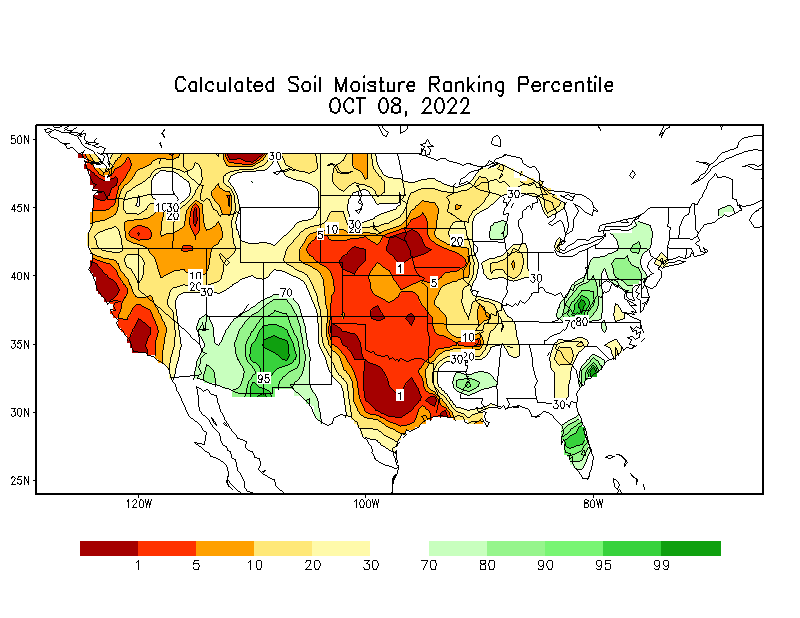 Calculated Soil Moisture Ranking Percentile
OCT 08, 2022
50N
45N
40N
35N
30N
25N
120W
100W
80W
30
30
10 30
20
30
20
5 10
20
1
5
30
10
20
30
70
10
30 20
70 80
95
1
30
1 5 10 20 30 70 80 90 95 99